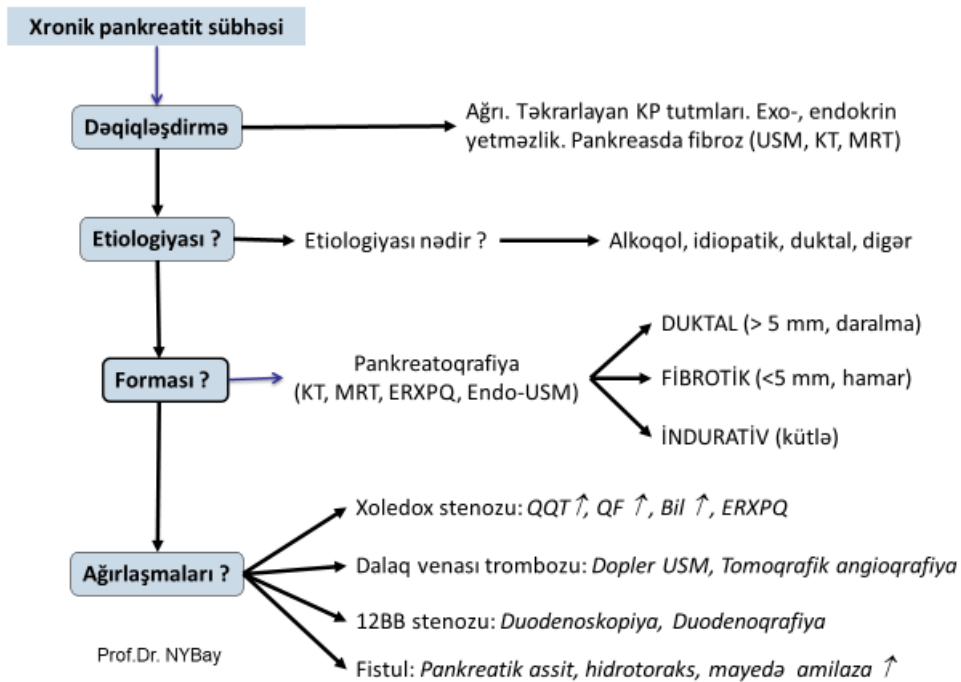 Xronik pankreatit sübhəsi
Dəqiqləşdirmə
Ağrı. Təkrarlayan KP tutmları. Exo-, endokrin
yetməzlik. Pankreasda fibroz (USM, KT, MRT)
Etiologiyası ?
Etiologiyası nədir ?
Alkoqol, idiopatik, duktal, digər
Forması ?
Pankreatoqrafiya
(KT, MRT, ERXPQ, Endo-USM)
DUKTAL (> 5 mm, daralma)
FİBROTİK (<5 mm, hamar)
İNDURATİV (kütlə)
Ağırlaşmaları ?
Xoledox stenozu: QQT ↑, QF ↑, Bil ↑, ERXPQ
Dalaq venası trombozu: Dopler USM, Tomoqrafik angioqrafiya
12BB stenozu: Duodenoskopiya, Duodenoqrafiya
Fistul: Pankreatik assit, hidrotoraks, mayedə amilaza ↑
Prof.Dr. NYBay